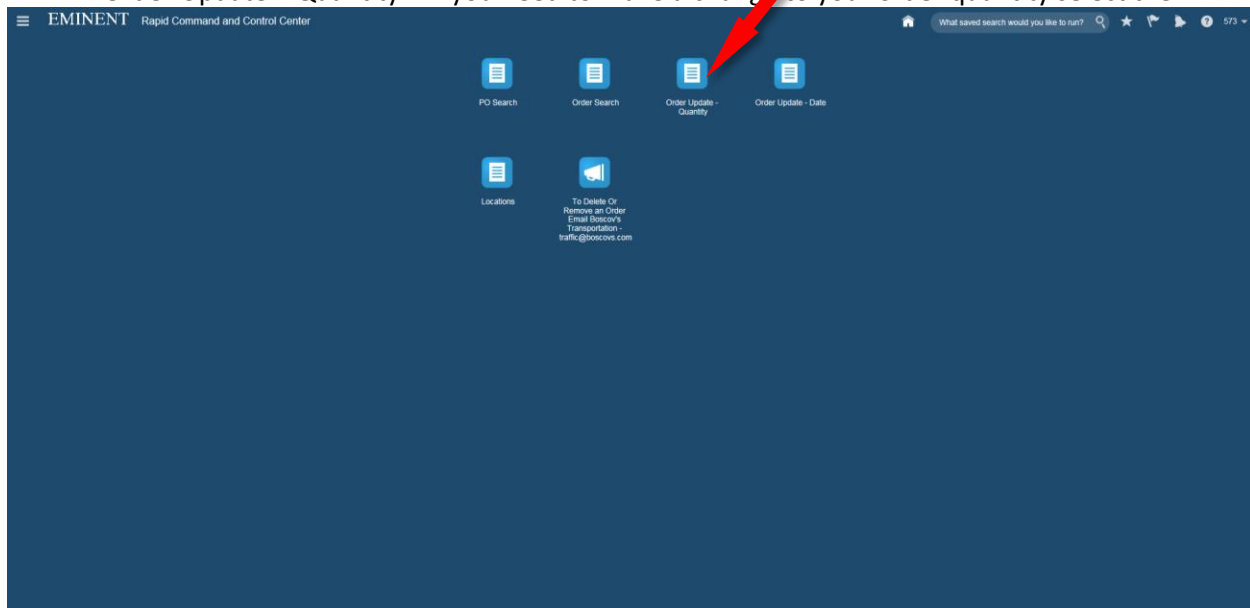 EMINENT Rapid Command and Control Center
What saved search would you like to run?
573
PO Search
Order Search
Order Update -
Quantity
Order Update - Date
Locations
To Delete Or
Remove an Order
Email Boscov's
Transportation -
traffic@boscovs.com